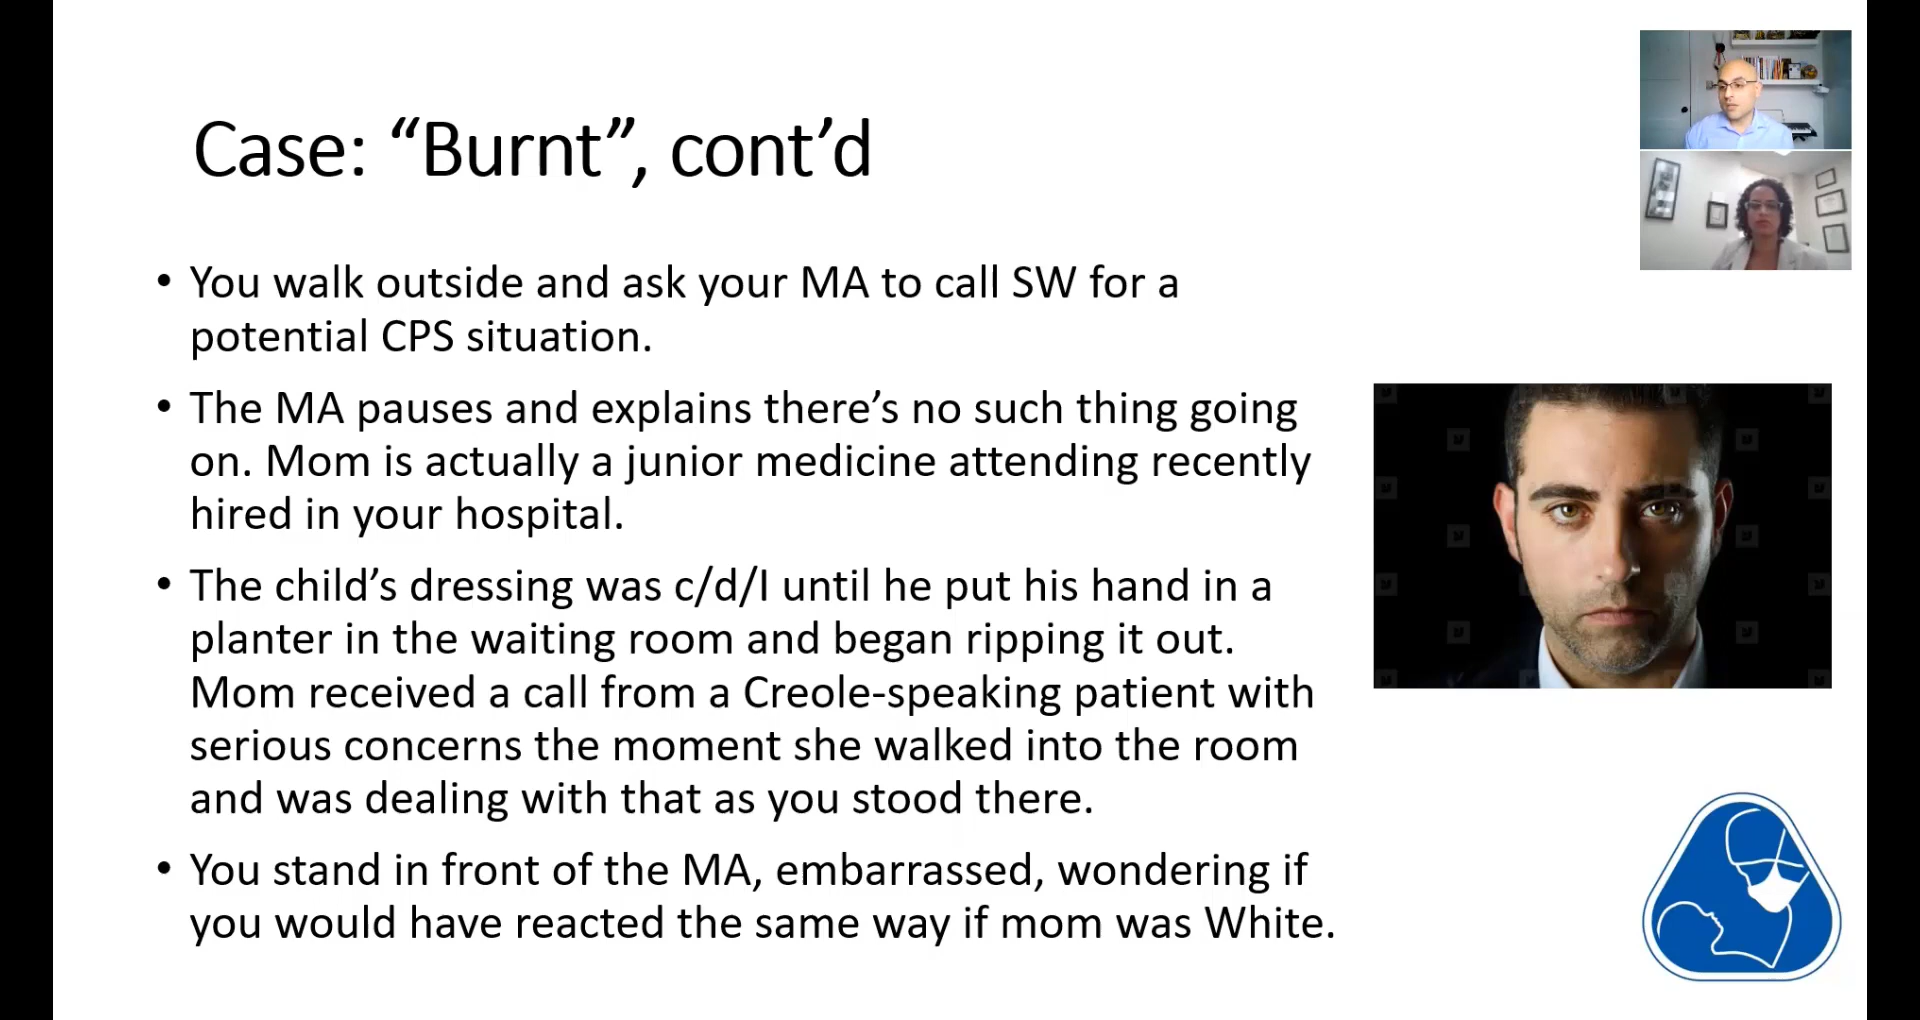 Case: “Burnt”, cont’d
• You walk outside and ask your MA to call SW for a
potential CPS situation.
• The MA pauses and explains there’s no such thing going
on. Mom is actually a junior medicine attending recently
hired in your hospital.
• The child’s dressing was c/d/I until he put his hand in a
planter in the waiting room and began ripping it out.
Mom received a call from a Creole-speaking patient with
serious concerns the moment she walked into the room
and was dealing with that as you stood there.
• You stand in front of the MA, embarrassed, wondering if
you would have reacted the same way if mom was White.